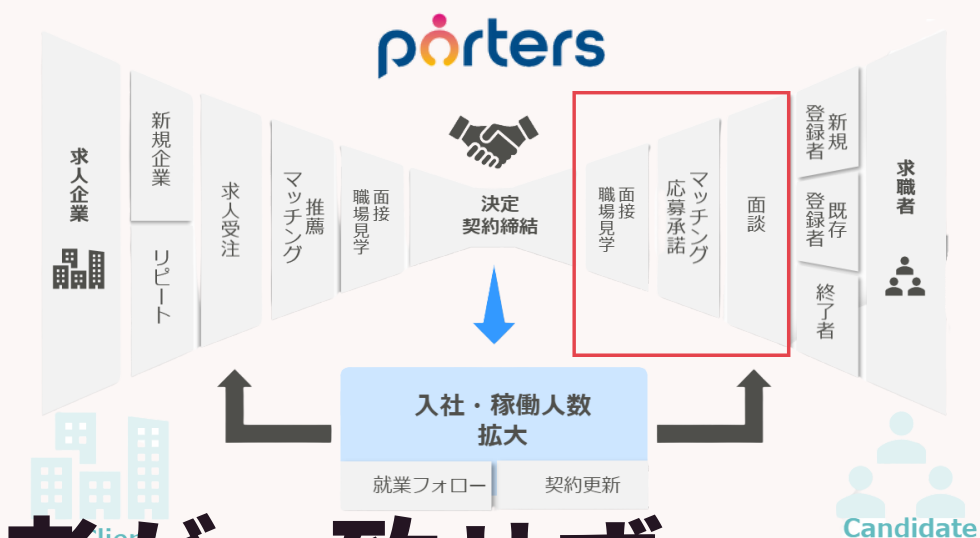 porters
求人企業
新規企業
リピート
求人受注
推薦
マッチング
面接
職場見学
決定
契約締結
面接
職場見学
マッチング
応募承諾
面談
新規
登録者
既存
登録者
終了者
求職者
入社・稼働人数
拡大
就業フォロー
契約更新
Candidate